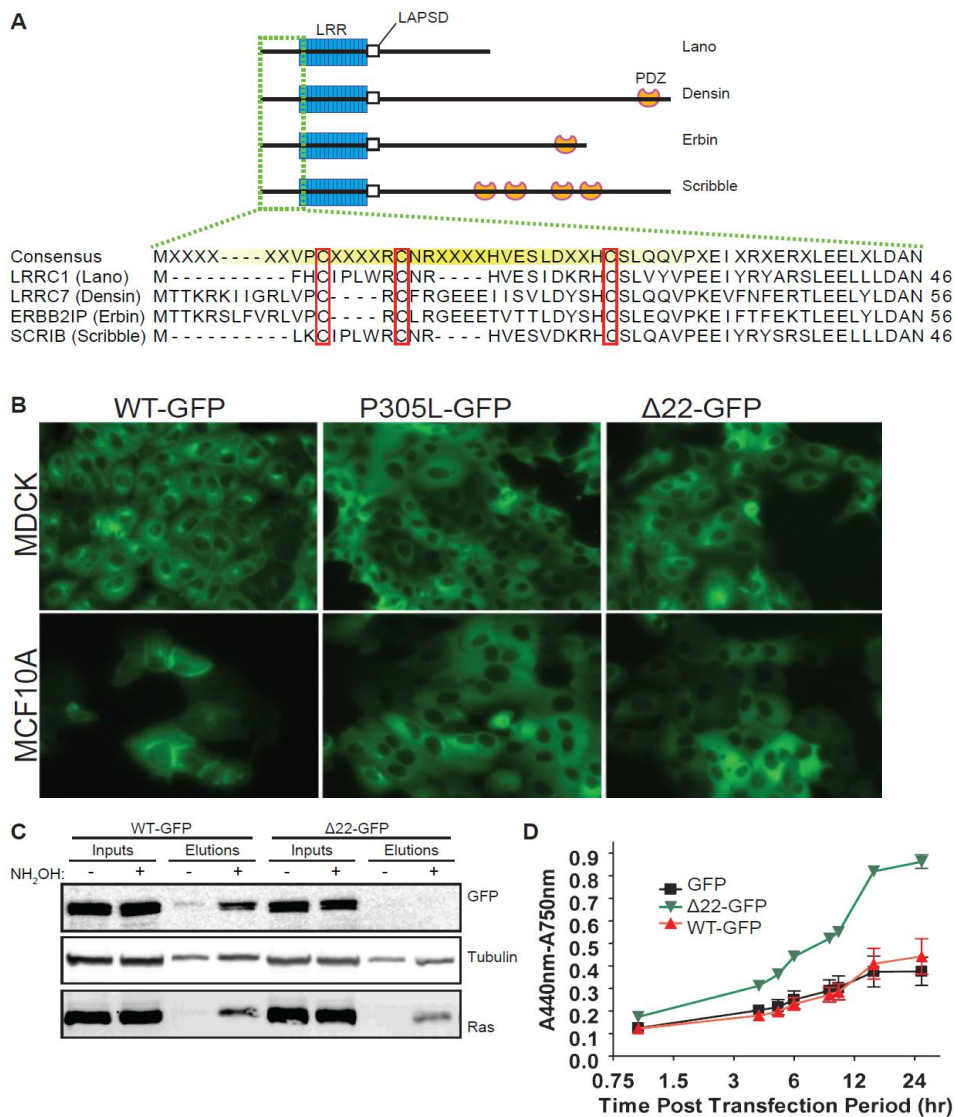 A
LRR
LAPSD
Lano
PDZ
Densin
Erbin
Scribble
Consensus MXXXX----XXVPCXXXXRCNRXXXXHVESLDXXHCSLQQVPXEIXRXERXLEELXLDAN
LRRC1 (Lano) M---------FHCIPLWRCNR----HVESIDKRHCSLVYVPEEIYRYARSLEELLLDAN 46
LRRC7 (Densin) MTTKRKIIGRLVPC----RCFRGEEEIISVLDYSHCSLQQVPKEVFNFERTLEELYLDAN 56
ERBB2IP (Erbin) MTTKRSLFVRLVPC----RCLRGEEETVTTLDYSHCSLEQVPKEIFTFEKTLEELYLDAN 56
SCRIB (Scribble) M---------LKCIPLWRCNR----HVESVDKRHCSLQAVPEEIYRYSRSLEELLLDAN 46
B
WT-GFP P305L-GFP Δ22-GFP
MDCK
MCF10A
C
WT-GFP Δ22-GFP
Inputs Elutions Inputs Elutions
NH2OH: - + - + - + - +
GFP
Tubulin
Ras
D
A440nm-A750nm
0.9
0.8
0.7
0.6
0.5
0.4
0.3
0.2
0.1
0.0
GFP
Δ22-GFP
WT-GFP
0.75 1.5 3 6 12 24
Time Post Transfection Period (hr)